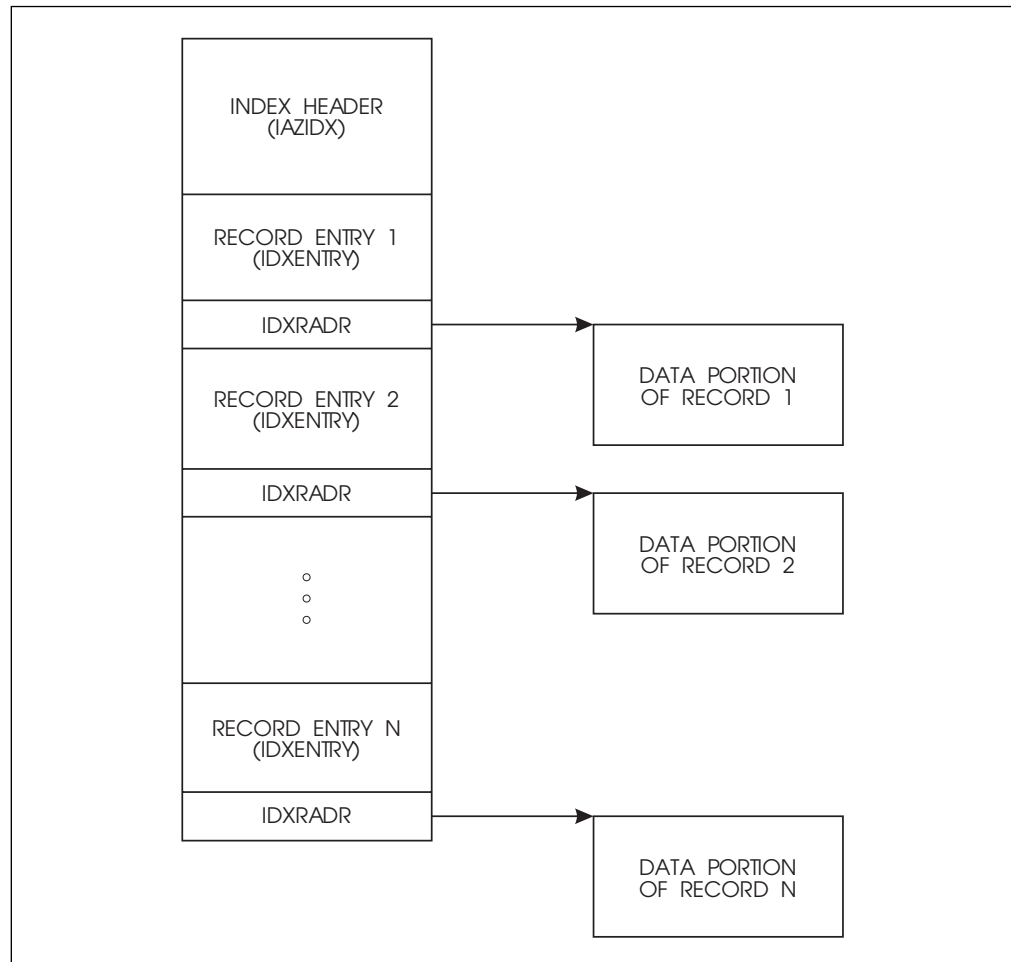 INDEX HEADER
(IAZIDX)
RECORD ENTRY 1
(IDXENTRY)
IDXRADR
DATA PORTION
OF RECORD 1
RECORD ENTRY 2
(IDXENTRY)
IDXRADR
DATA PORTION
OF RECORD 2
RECORD ENTRY N
(IDXENTRY)
IDXRADR
DATA PORTION
OF RECORD N